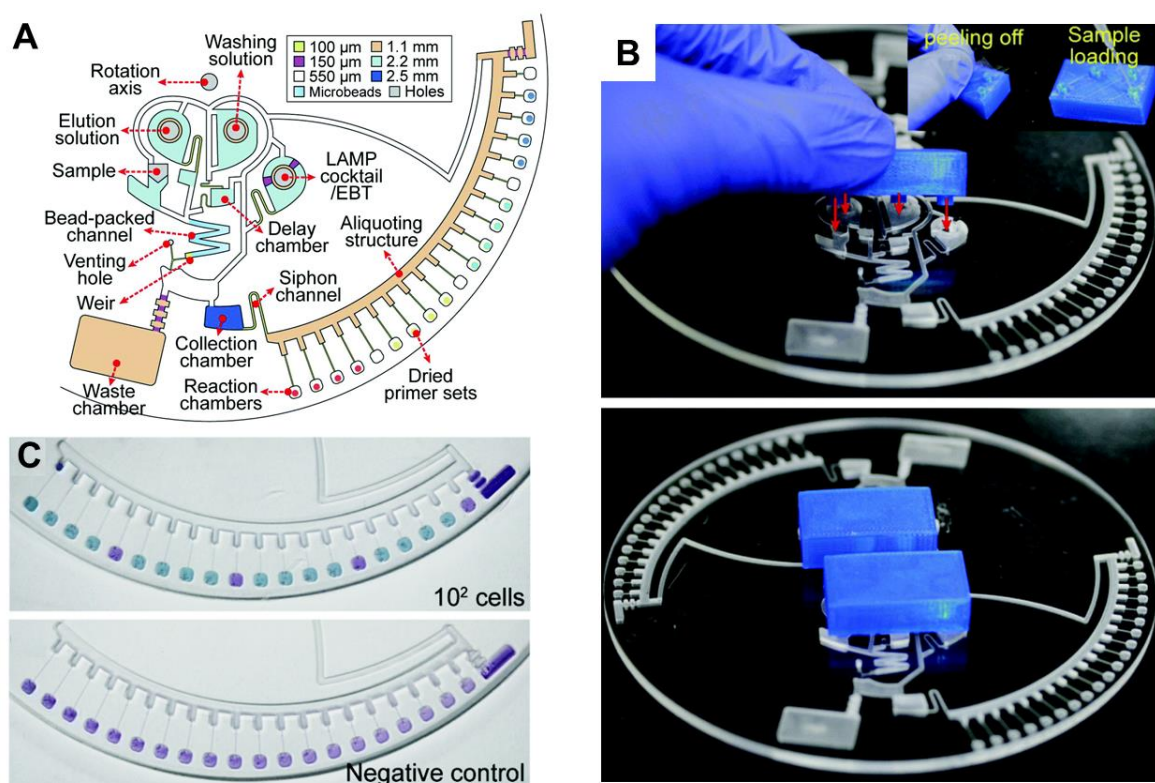 A
Washing
solution
Rotation
axis
Elution
solution
Sample
Bead-packed
channel
Venting
hole
Weir
Waste
chamber
100 µm
150 µm
550 µm
Microbeads
1.1 mm
2.2 mm
2.5 mm
Holes
LAMP
cocktail
/EBT
Delay
chamber
Aliquoting
structure
Siphon
channel
Collection
chamber
Reaction
chambers
Dried
primer sets
B
peeling off
Sample
loading
C
10² cells
Negative control